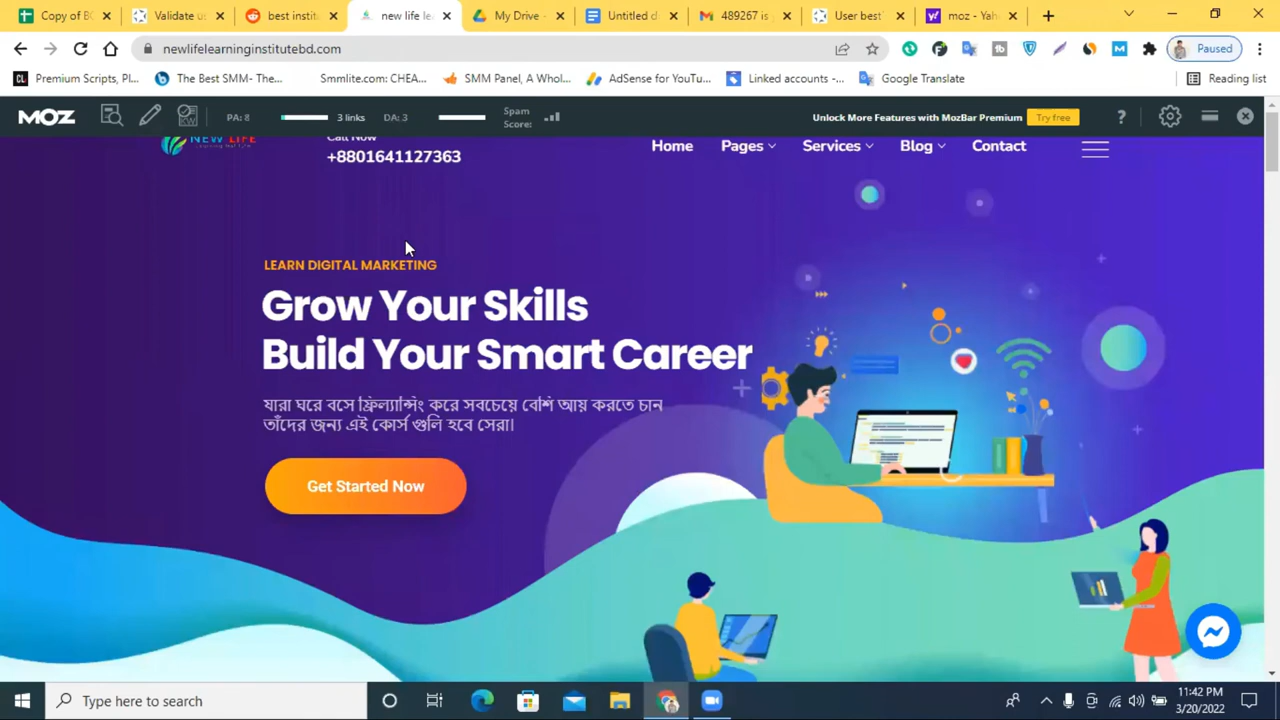 Copy of BC
Validate us
best instit
new life lea
My Drive -
Untitled d
489267 is y
User best7
moz - Yah
newlifelearninginstitutebd.com
Paused
Premium Scripts, Pl...
The Best SMM- The...
Smmlite.com: CHEA...
SMM Panel, A Whol...
AdSense for YouTu...
Linked accounts -...
Google Translate
Reading list
MOZ
PA: 8
3 links
DA: 3
Spam Score:
Unlock More Features with MozBar Premium
Try free
?
NEW LIFE
Call Now
+8801641127363
Home
Pages
Services
Blog
Contact
LEARN DIGITAL MARKETING
Grow Your Skills
Build Your Smart Career
যারা ঘরে বসে ফ্রিল্যান্সিং করে সবচেয়ে বেশি আয় করতে চান
তাঁদের জন্য এই কোর্স গুলি হবে সেরা।
Get Started Now
Type here to search
11:42 PM
3/20/2022